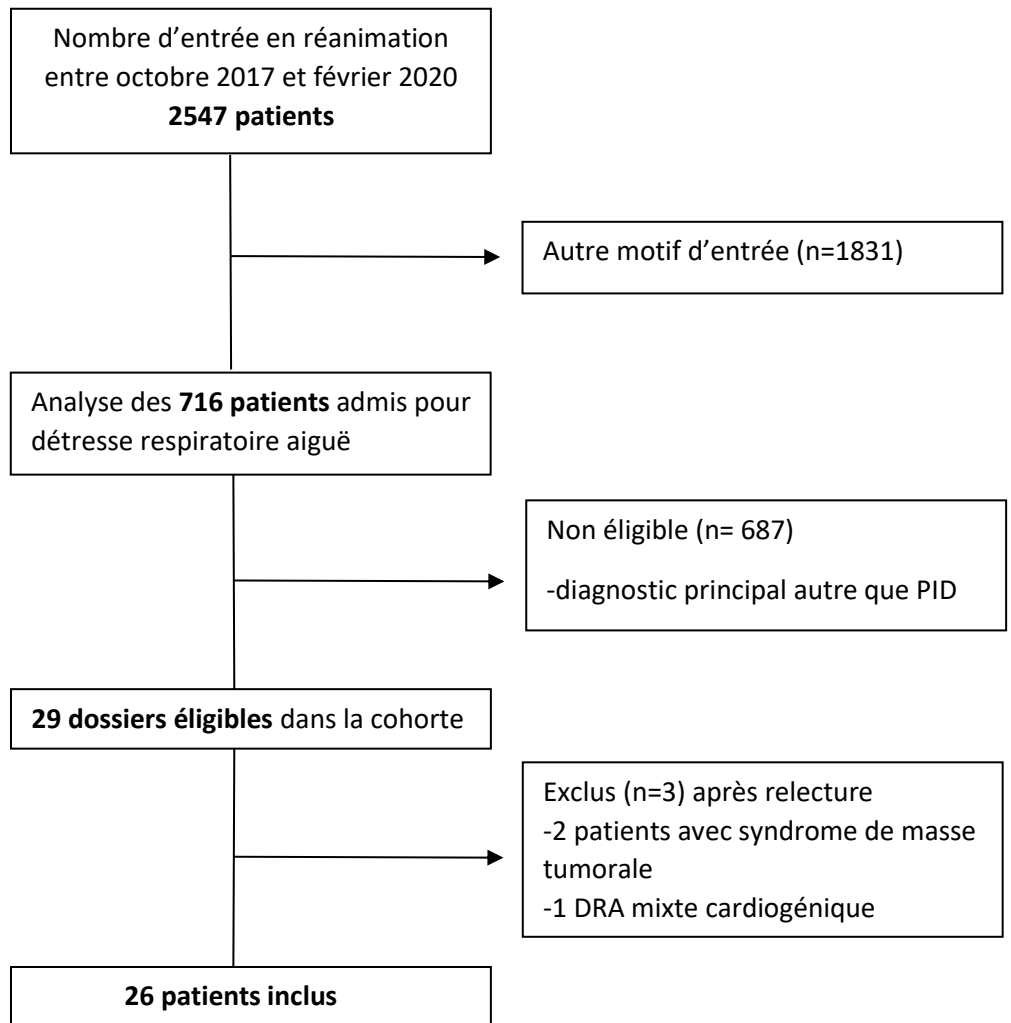 Nombre d’entrée en réanimation
entre octobre 2017 et février 2020
2547 patients
Autre motif d’entrée (n=1831)
Analyse des 716 patients admis pour
détresse respiratoire aiguë
Non éligible (n= 687)
-diagnostic principal autre que PID
29 dossiers éligibles dans la cohorte
Exclus (n=3) après relecture
-2 patients avec syndrome de masse
tumorale
-1 DRA mixte cardiogénique
26 patients inclus